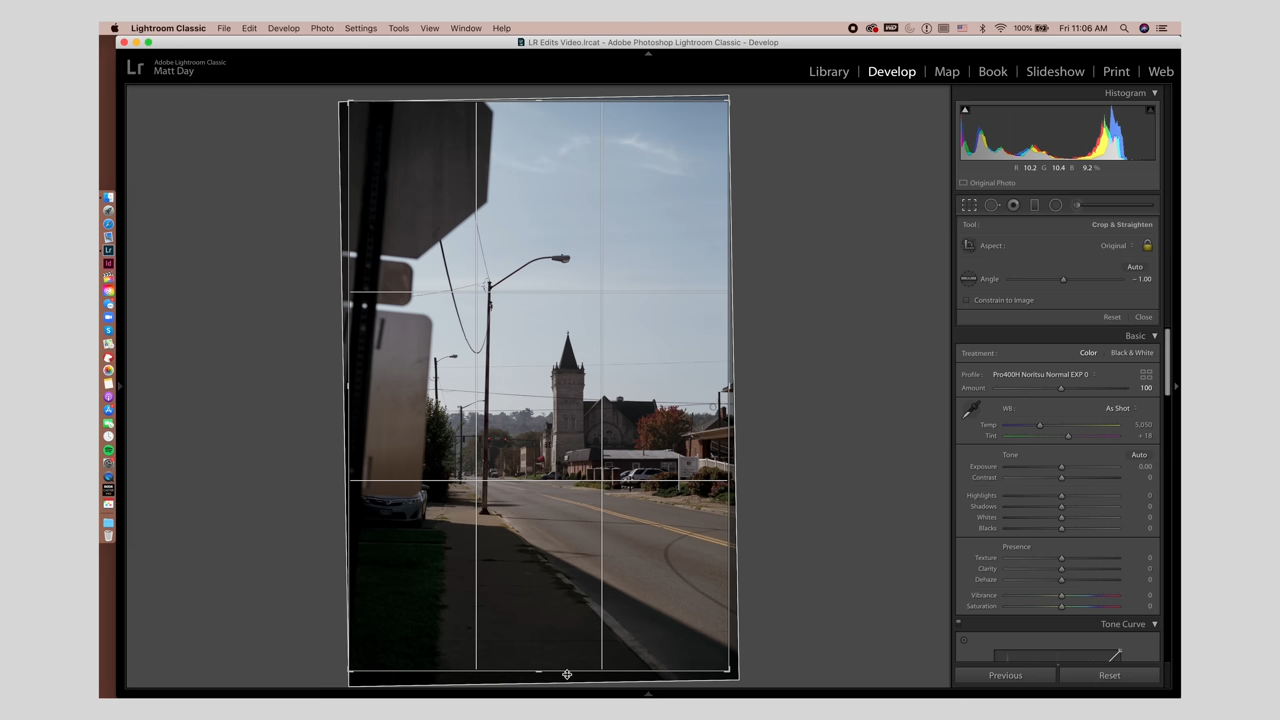 Lightroom Classic File Edit Develop Photo Settings Tools View Window Help 100% Fri 11:06 AM
LR Edits Video.lrcat - Adobe Photoshop Lightroom Classic - Develop
Lr Adobe Lightroom Classic
Matt Day
Library | Develop | Map | Book | Slideshow | Print | Web
Histogram
R 10.2 G 10.4 B 9.2 %
Original Photo
Tool : Crop & Straighten
Aspect : Original
Auto
Angle - 1.00
Constrain to Image
Reset Close
Basic
Treatment : Color Black & White
Profile : Pro400H Noritsu Normal EXP 0
Amount 100
WB : As Shot
Temp 5,050
Tint + 18
Tone Auto
Exposure 0.00
Contrast 0
Highlights 0
Shadows 0
Whites 0
Blacks 0
Presence
Texture 0
Clarity 0
Dehaze 0
Vibrance 0
Saturation 0
Tone Curve
Previous Reset